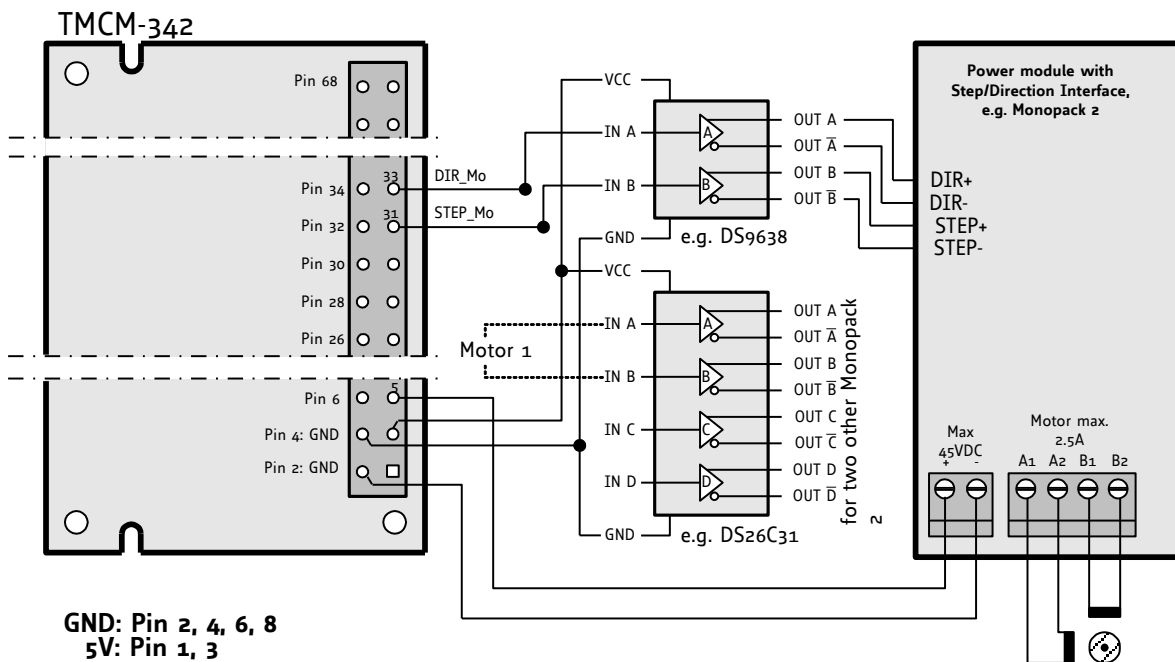 TMCM-342
Pin 68
Pin 34
33
DIR_M0
Pin 32
31
STEP_M0
Pin 30
Pin 28
Pin 26
Pin 6
5
Pin 4: GND
Pin 2: GND
GND: Pin 2, 4, 6, 8
5V: Pin 1, 3
VCC
IN A
A
OUT A
OUT A̅
IN B
B
OUT B
OUT B̅
GND
e.g. DS9638
VCC
IN A
A
OUT A
OUT A̅
Motor 1
IN B
B
OUT B
OUT B̅
IN C
C
OUT C
OUT C̅
IN D
D
OUT D
OUT D̅
GND
e.g. DS26C31
for two other Monopack
2
Power module with
Step/Direction Interface,
e.g. Monopack 2
DIR+
DIR-
STEP+
STEP-
Max
45VDC
+ -
Motor max.
2.5A
A1 A2 B1 B2